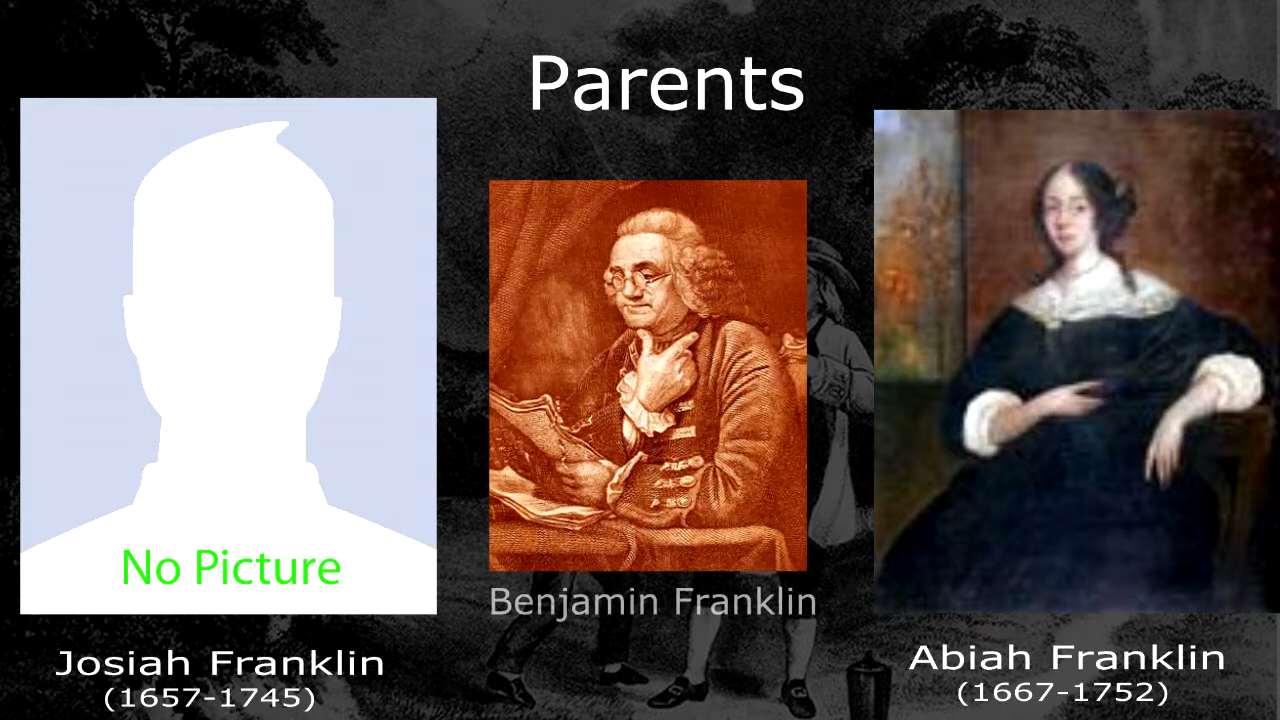 Parents
No Picture
Benjamin Franklin
Josiah Franklin
(1657-1745)
Abiah Franklin
(1667-1752)